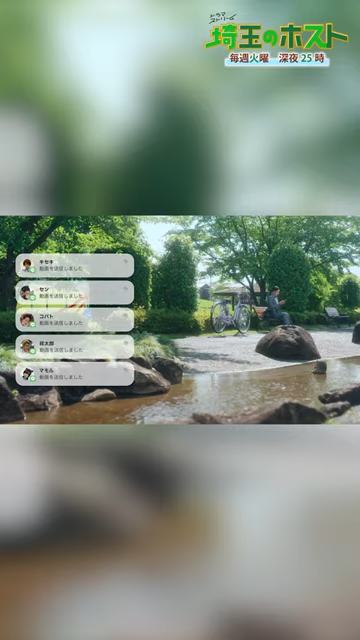 ドラマ
ストリーム
埼玉のホスト
毎週火曜 深夜25時
キセキ
動画を送信しました
セン
動画を送信しました
コバト
動画を送信しました
昇太郎
動画を送信しました
マモル
動画を送信しました